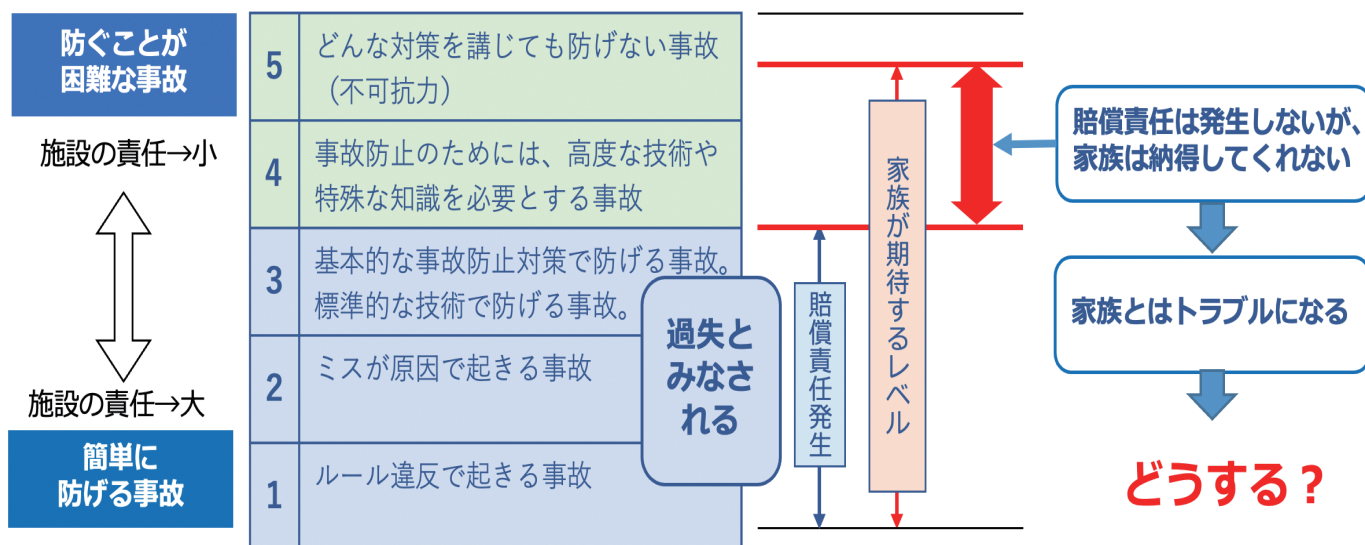 防ぐことが
困難な事故
施設の責任→小
施設の責任→大
簡単に
防げる事故
5
どんな対策を講じても防げない事故
（不可抗力）
4
事故防止のためには、高度な技術や
特殊な知識を必要とする事故
3
基本的な事故防止対策で防げる事故。
標準的な技術で防げる事故。
2
ミスが原因で起きる事故
1
ルール違反で起きる事故
過失と
みなさ
れる
賠償責任発生
家族が期待するレベル
賠償責任は発生しないが、
家族は納得してくれない
家族とはトラブルになる
どうする？